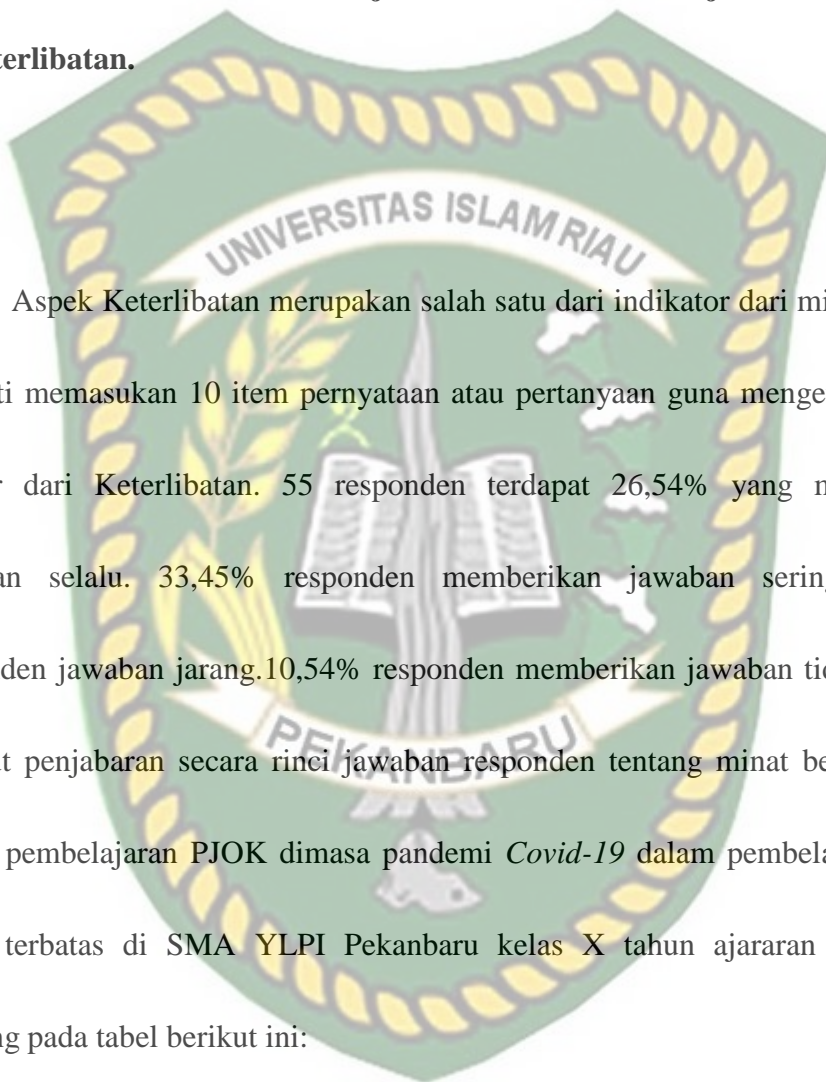 terlibatan.
UNIVERSITAS ISLAM RIAU
Aspek Keterlibatan merupakan salah satu dari indikator dari mi
ti memasukan 10 item pernyataan atau pertanyaan guna menge
r dari Keterlibatan. 55 responden terdapat 26,54% yang m
an selalu. 33,45% responden memberikan jawaban sering
den jawaban jarang.10,54% responden memberikan jawaban tid
PEKANBARU
ut penjabaran secara rinci jawaban responden tentang minat be
pembelajaran PJOK dimasa pandemi Covid-19 dalam pembela
terbatas di SMA YLPI Pekanbaru kelas X tahun ajararan
ng pada tabel berikut ini: